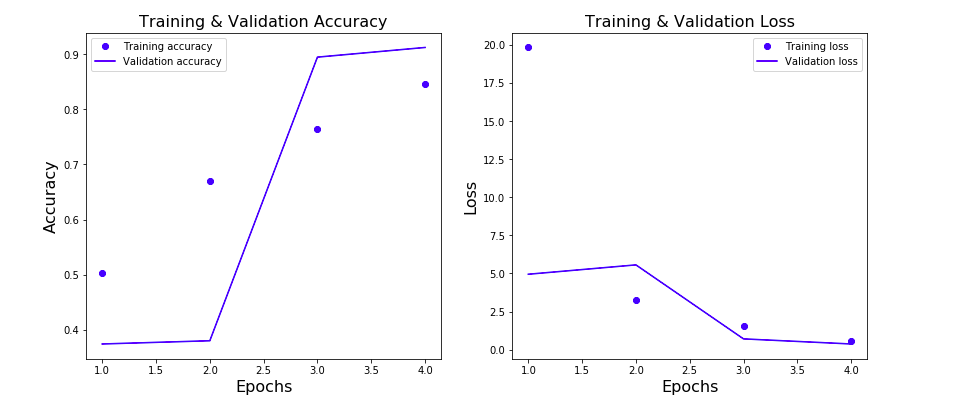 Training & Validation Accuracy
Training accuracy
Validation accuracy
Accuracy
0.9
0.8
0.7
0.6
0.5
0.4
1.0 1.5 2.0 2.5 3.0 3.5 4.0
Epochs
Training & Validation Loss
Training loss
Validation loss
Loss
20.0
17.5
15.0
12.5
10.0
7.5
5.0
2.5
0.0
1.0 1.5 2.0 2.5 3.0 3.5 4.0
Epochs